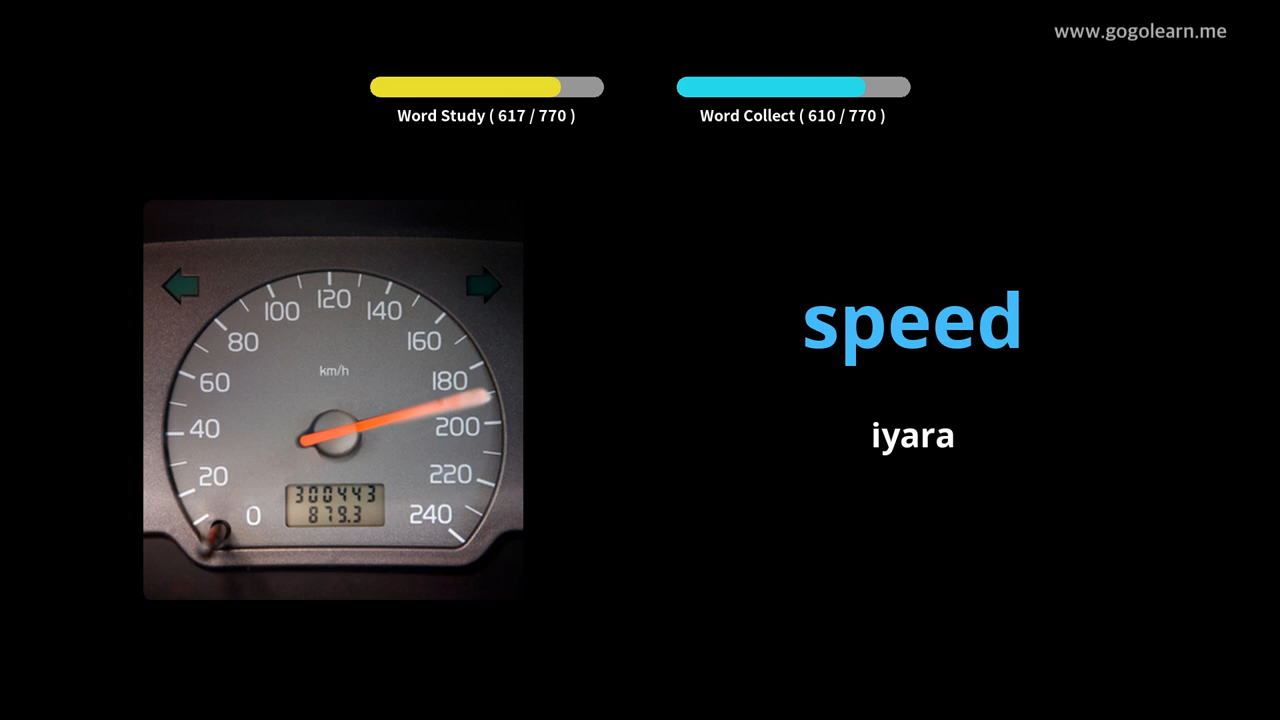 www.gogolearn.me
Word Study ( 617 / 770 )
Word Collect ( 610 / 770 )
120
100
140
80
160
km/h
60
180
40
200
20
220
300443
0
240
879.3
speed
iyara